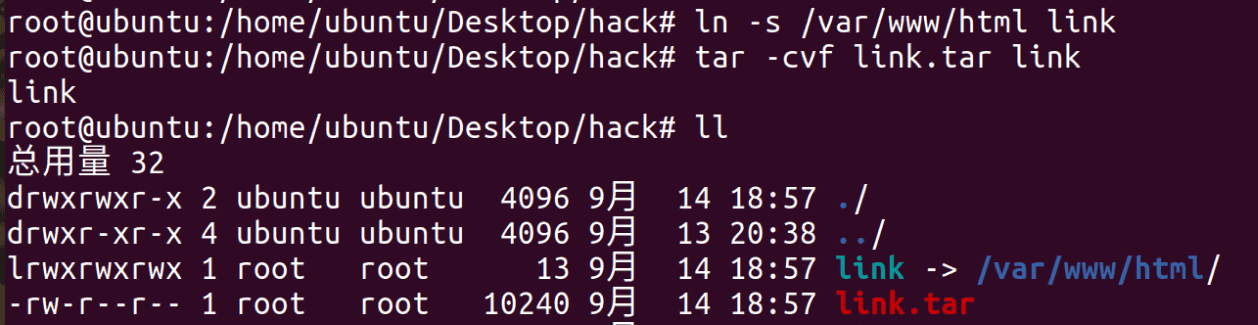 root@ubuntu:/home/ubuntu/Desktop/hack# ln -s /var/www/html link
root@ubuntu:/home/ubuntu/Desktop/hack# tar -cvf link.tar link
link
root@ubuntu:/home/ubuntu/Desktop/hack# ll
总用量 32
drwxrwxr-x 2 ubuntu ubuntu  4096 9月  14 18:57 ./
drwxr-xr-x 4 ubuntu ubuntu  4096 9月  13 20:38 ../
lrwxrwxrwx 1 root   root      13 9月  14 18:57 link -> /var/www/html/
-rw-r--r-- 1 root   root   10240 9月  14 18:57 link.tar